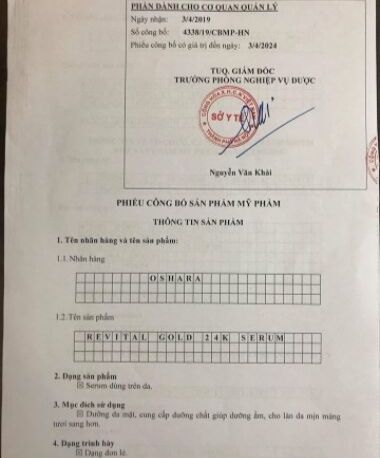 PHẦN DÀNH CHO CƠ QUAN QUẢN LÝ
Ngày nhận: 3/4/2019
Số công bố: 4338/19/CBMP-HN
Phiếu công bố có giá trị đến ngày: 3/4/2024
TUQ. GIÁM ĐỐC
TRƯỞNG PHÒNG NGHIỆP VỤ DƯỢC
SỞ Y TẾ
Nguyễn Văn Khải
PHIẾU CÔNG BỐ SẢN PHẨM MỸ PHẨM
THÔNG TIN SẢN PHẨM
1. Tên nhãn hàng và tên sản phẩm:
1.1. Nhãn hàng
OSHARA
1.2. Tên sản phẩm
REVITAL GOLD 24K SERUM
2. Dạng sản phẩm
☒ Serum dùng trên da.
3. Mục đích sử dụng
☒ Dưỡng da mặt, cung cấp dưỡng chất giúp dưỡng ẩm, cho làn da mịn màng
tươi sáng hơn.
4. Dạng trình bày
☒ Dạng đơn lẻ.